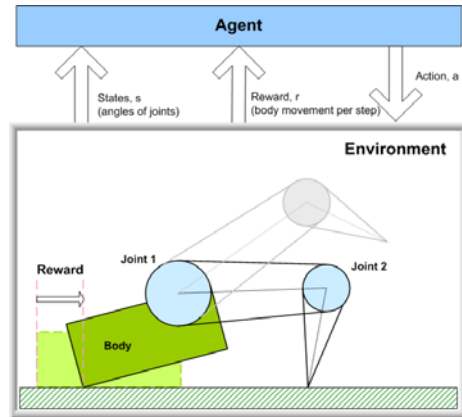 Agent
States, s
(angles of joints)
Reward, r
(body movement per step)
Action, a
Environment
Joint 1
Joint 2
Reward
Body